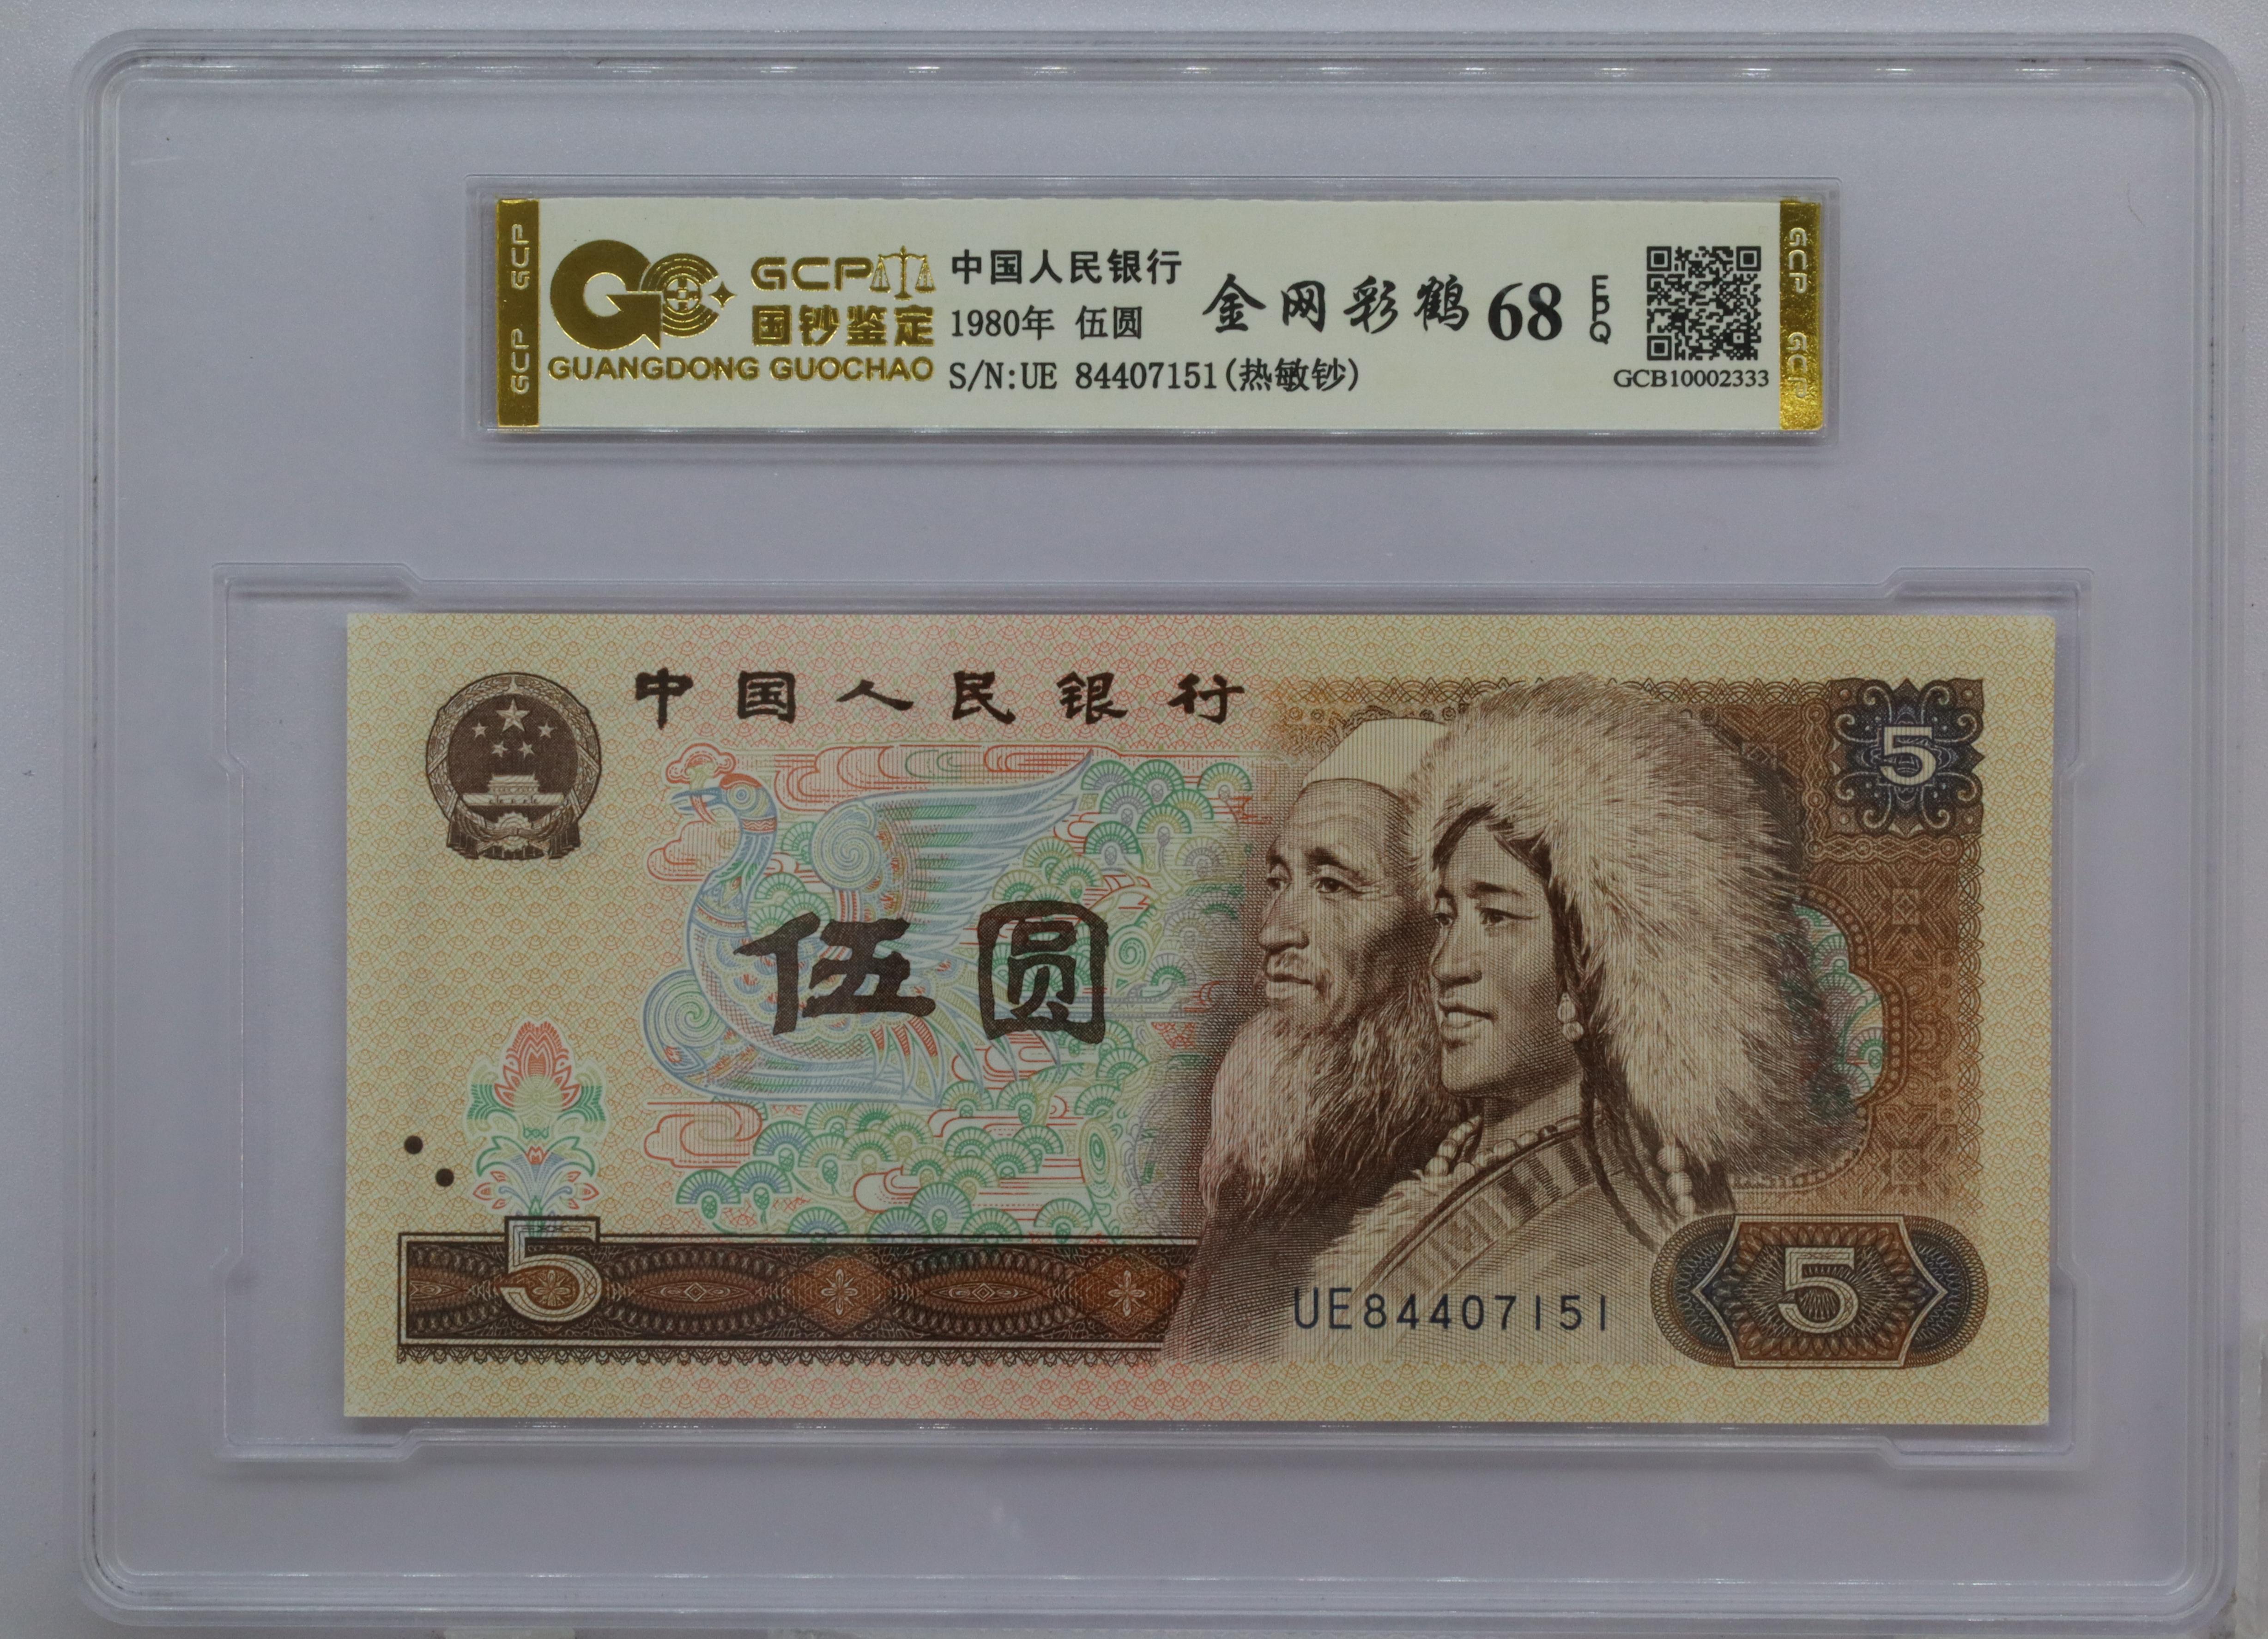 GCP GCP
GCP
国钞鉴定
GUANGDONG GUOCHAO
中国人民银行
1980年 伍圆
S/N:UE 84407151(热敏钞)
金网彩鹤 68 EPQ
GCB10002333
GCP GCP
中国人民银行
5
伍圆
5
UE84407151
5